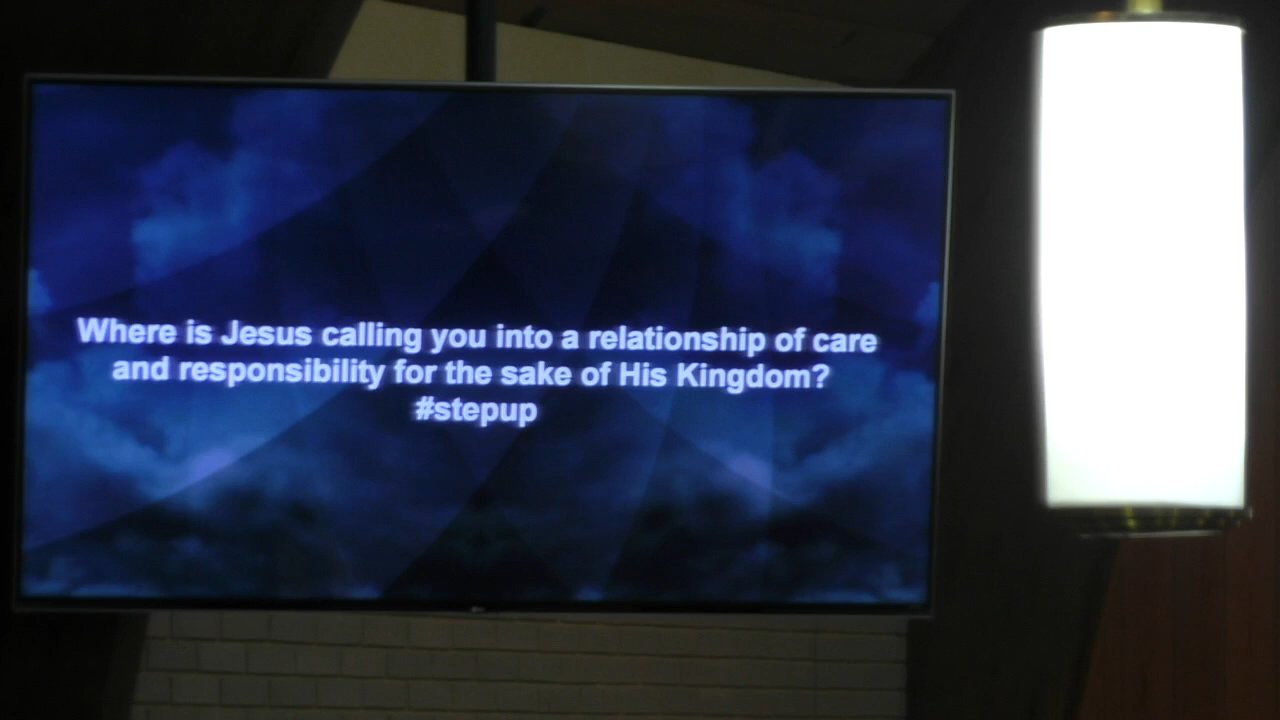 Where is Jesus calling you into a relationship of care
and responsibility for the sake of His Kingdom?
#stepup